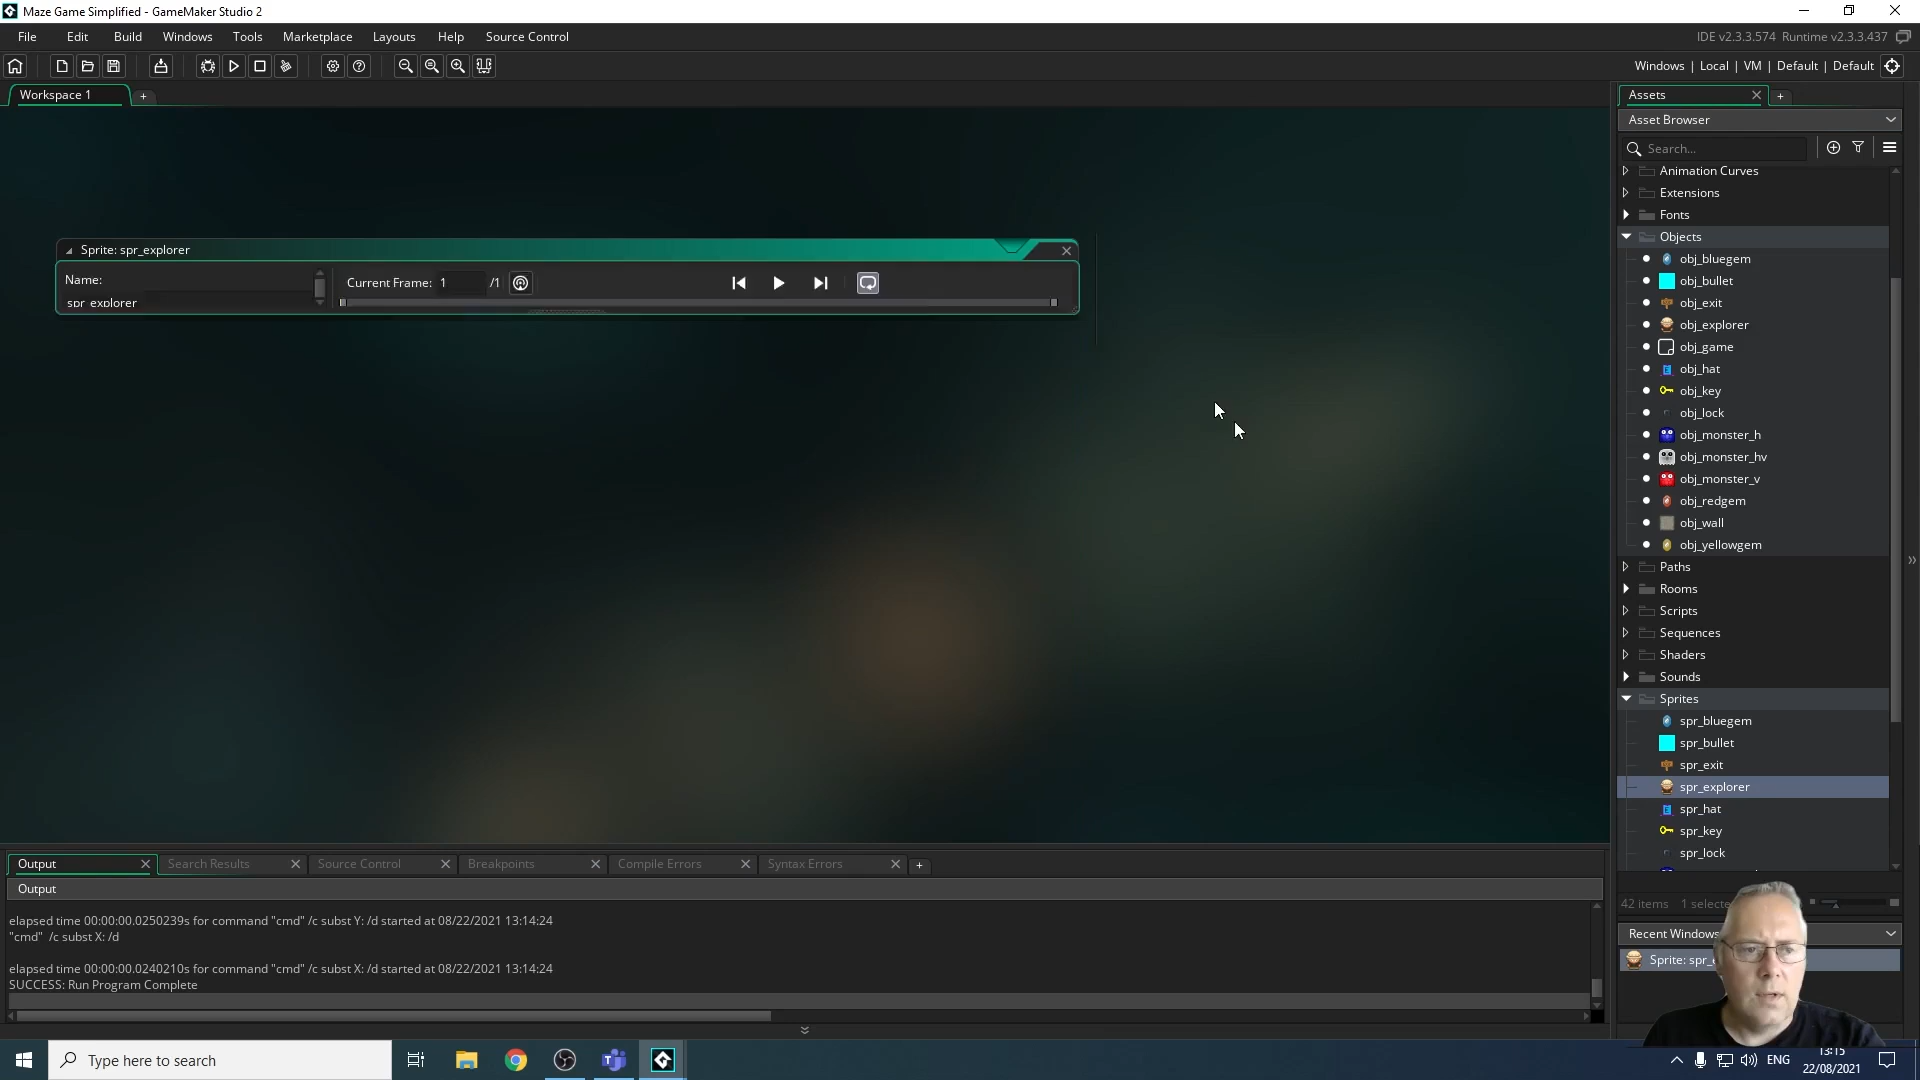 Maze Game Simplified - GameMaker Studio 2
File Edit Build Windows Tools Marketplace Layouts Help Source Control
IDE v2.3.3.574 Runtime v2.3.3.437
Windows | Local | VM | Default | Default
Workspace 1
+
Sprite: spr_explorer
Name:
spr_explorer
Current Frame: 1 /1
Assets
+
Asset Browser
Search...
Animation Curves
Extensions
Fonts
Objects
obj_bluegem
obj_bullet
obj_exit
obj_explorer
obj_game
obj_hat
obj_key
obj_lock
obj_monster_h
obj_monster_hv
obj_monster_v
obj_redgem
obj_wall
obj_yellowgem
Paths
Rooms
Scripts
Sequences
Shaders
Sounds
Sprites
spr_bluegem
spr_bullet
spr_exit
spr_explorer
spr_hat
spr_key
spr_lock
42 items 1 selecte
Recent Windows
Sprite: spr_e
Output Search Results Source Control Breakpoints Compile Errors Syntax Errors +
Output
elapsed time 00:00:00.0250239s for command "cmd" /c subst Y: /d started at 08/22/2021 13:14:24
"cmd" /c subst X: /d
elapsed time 00:00:00.0240210s for command "cmd" /c subst X: /d started at 08/22/2021 13:14:24
SUCCESS: Run Program Complete
Type here to search
ENG
13:15
22/08/2021